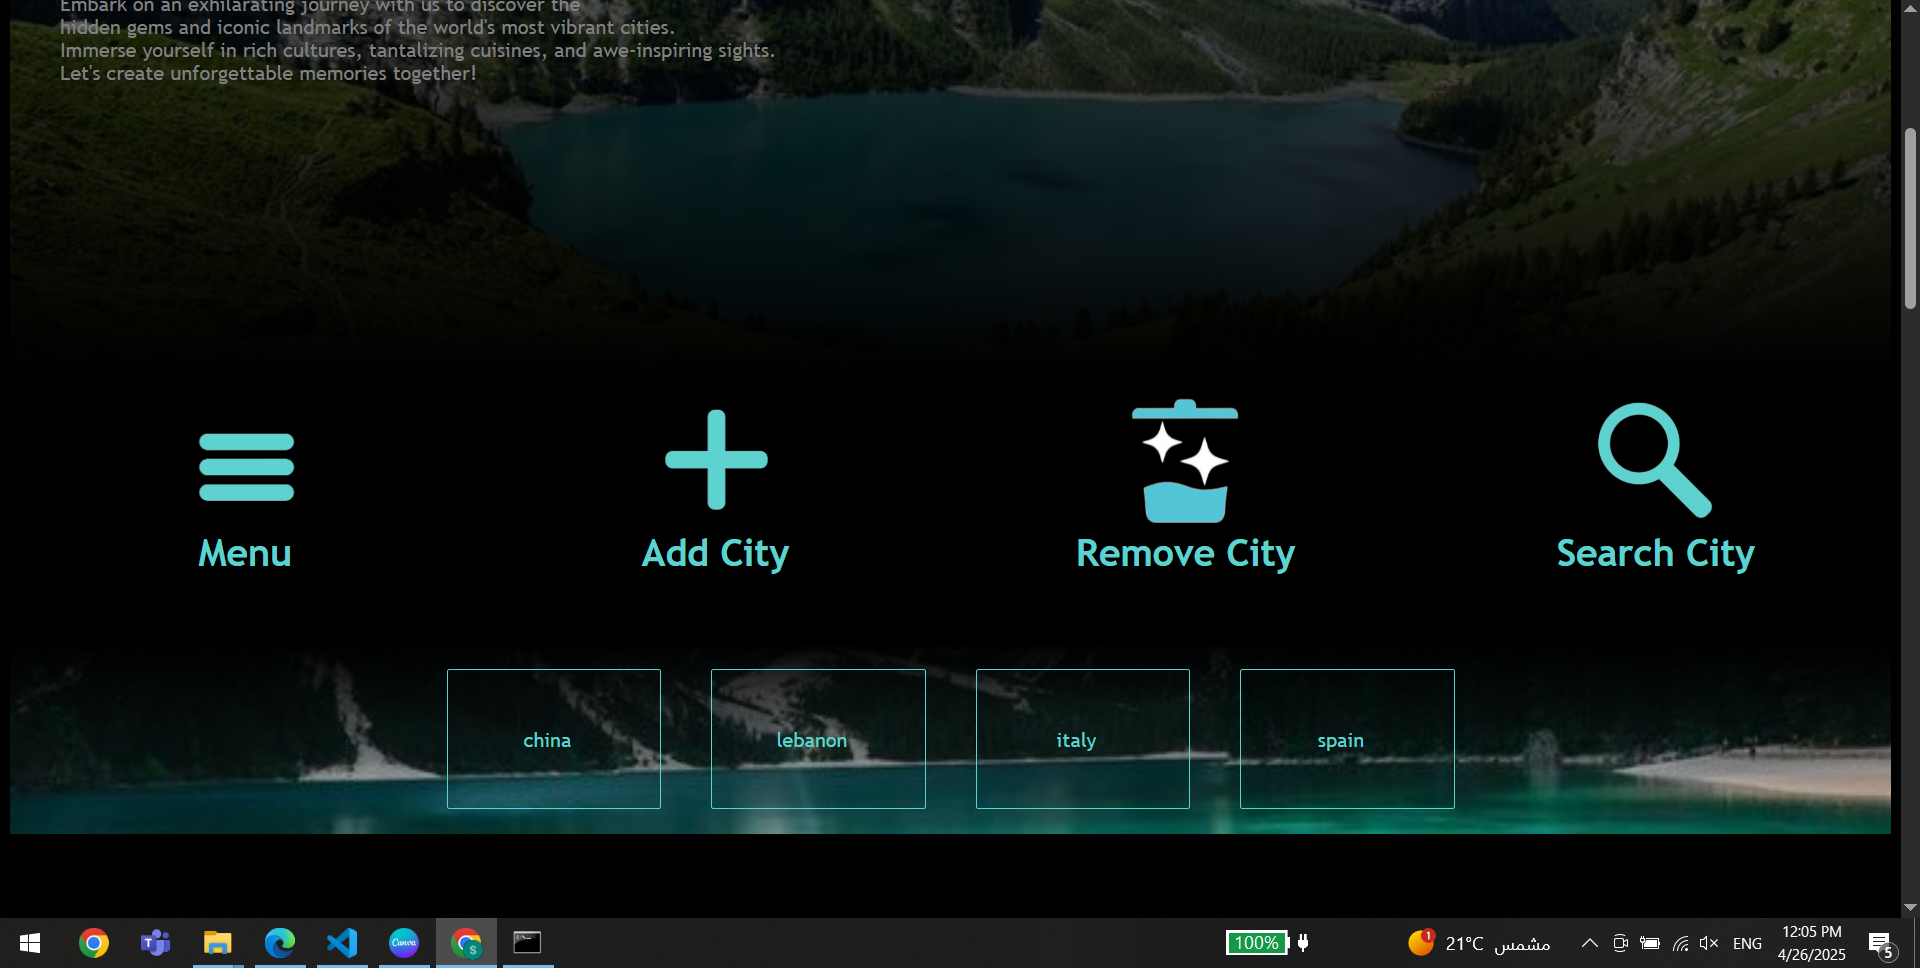 Embark on an exhilarating journey with us to discover the
hidden gems and iconic landmarks of the world's most vibrant cities.
Immerse yourself in rich cultures, tantalizing cuisines, and awe-inspiring sights.
Let's create unforgettable memories together!
Menu
Add City
Remove City
Search City
china
lebanon
italy
spain
T
Canva
S
100%
1
21°C مشمس
ENG
12:05 PM
4/26/2025
5